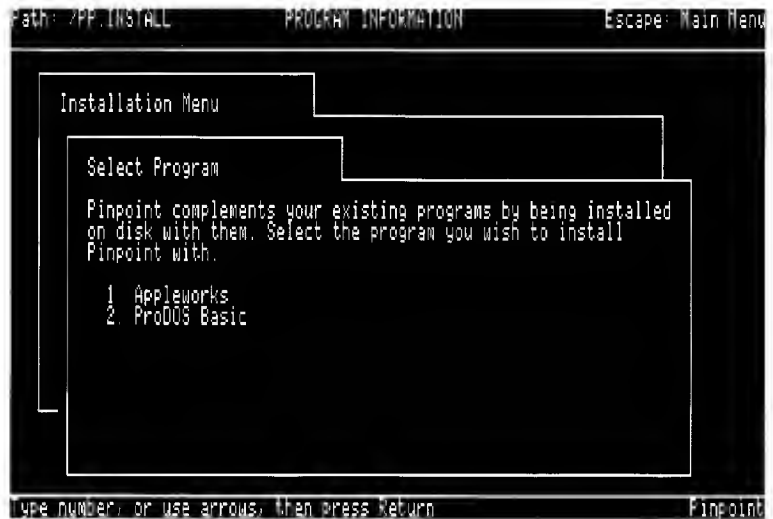 Path: /PP.INSTALL PROGRAM INFORMATION Escape: Main Menu
Installation Menu
Select Program
Pinpoint complements your existing programs by being installed
on disk with them. Select the program you wish to install
Pinpoint with.
1 Appleworks
2. ProDOS Basic
Type number, or use arrows, then press Return Pinpoint